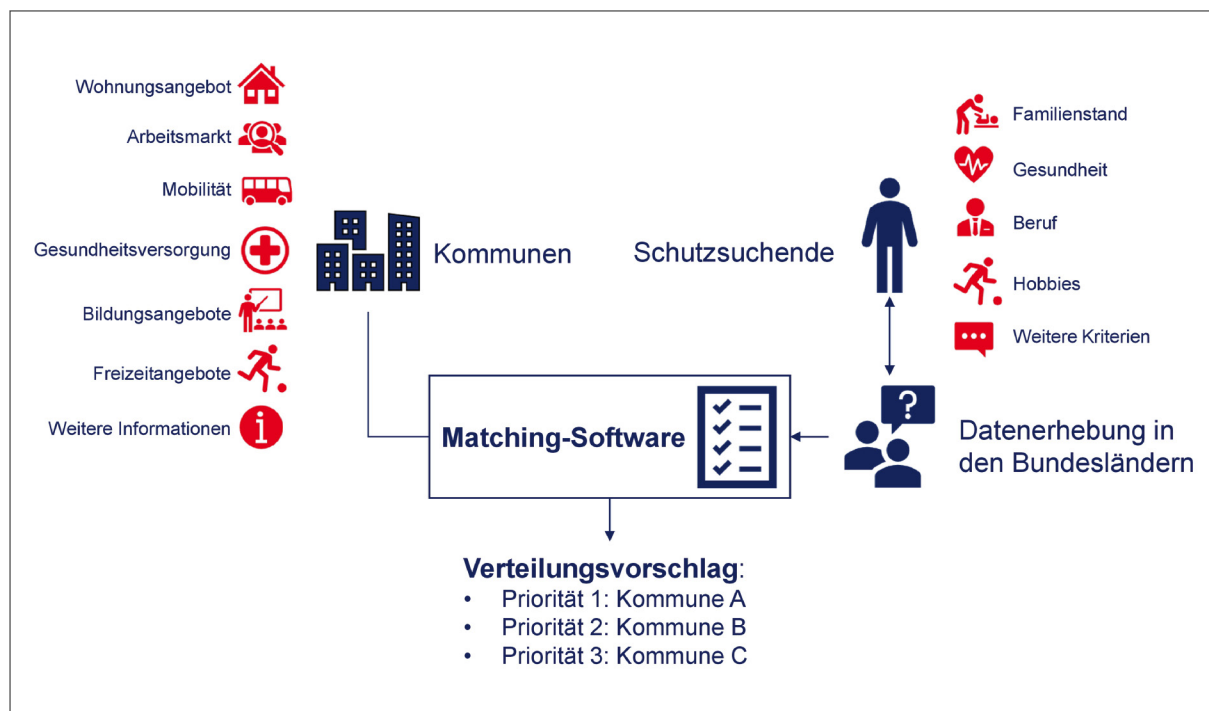 Wohnungsangebot
Arbeitsmarkt
Mobilität
Gesundheitsversorgung
Bildungsangebote
Freizeitangebote
Weitere Informationen
Kommunen
Schutzsuchende
Familienstand
Gesundheit
Beruf
Hobbies
Weitere Kriterien
?
Datenerhebung in
den Bundesländern
Matching-Software
Verteilungsvorschlag:
• Priorität 1: Kommune A
• Priorität 2: Kommune B
• Priorität 3: Kommune C